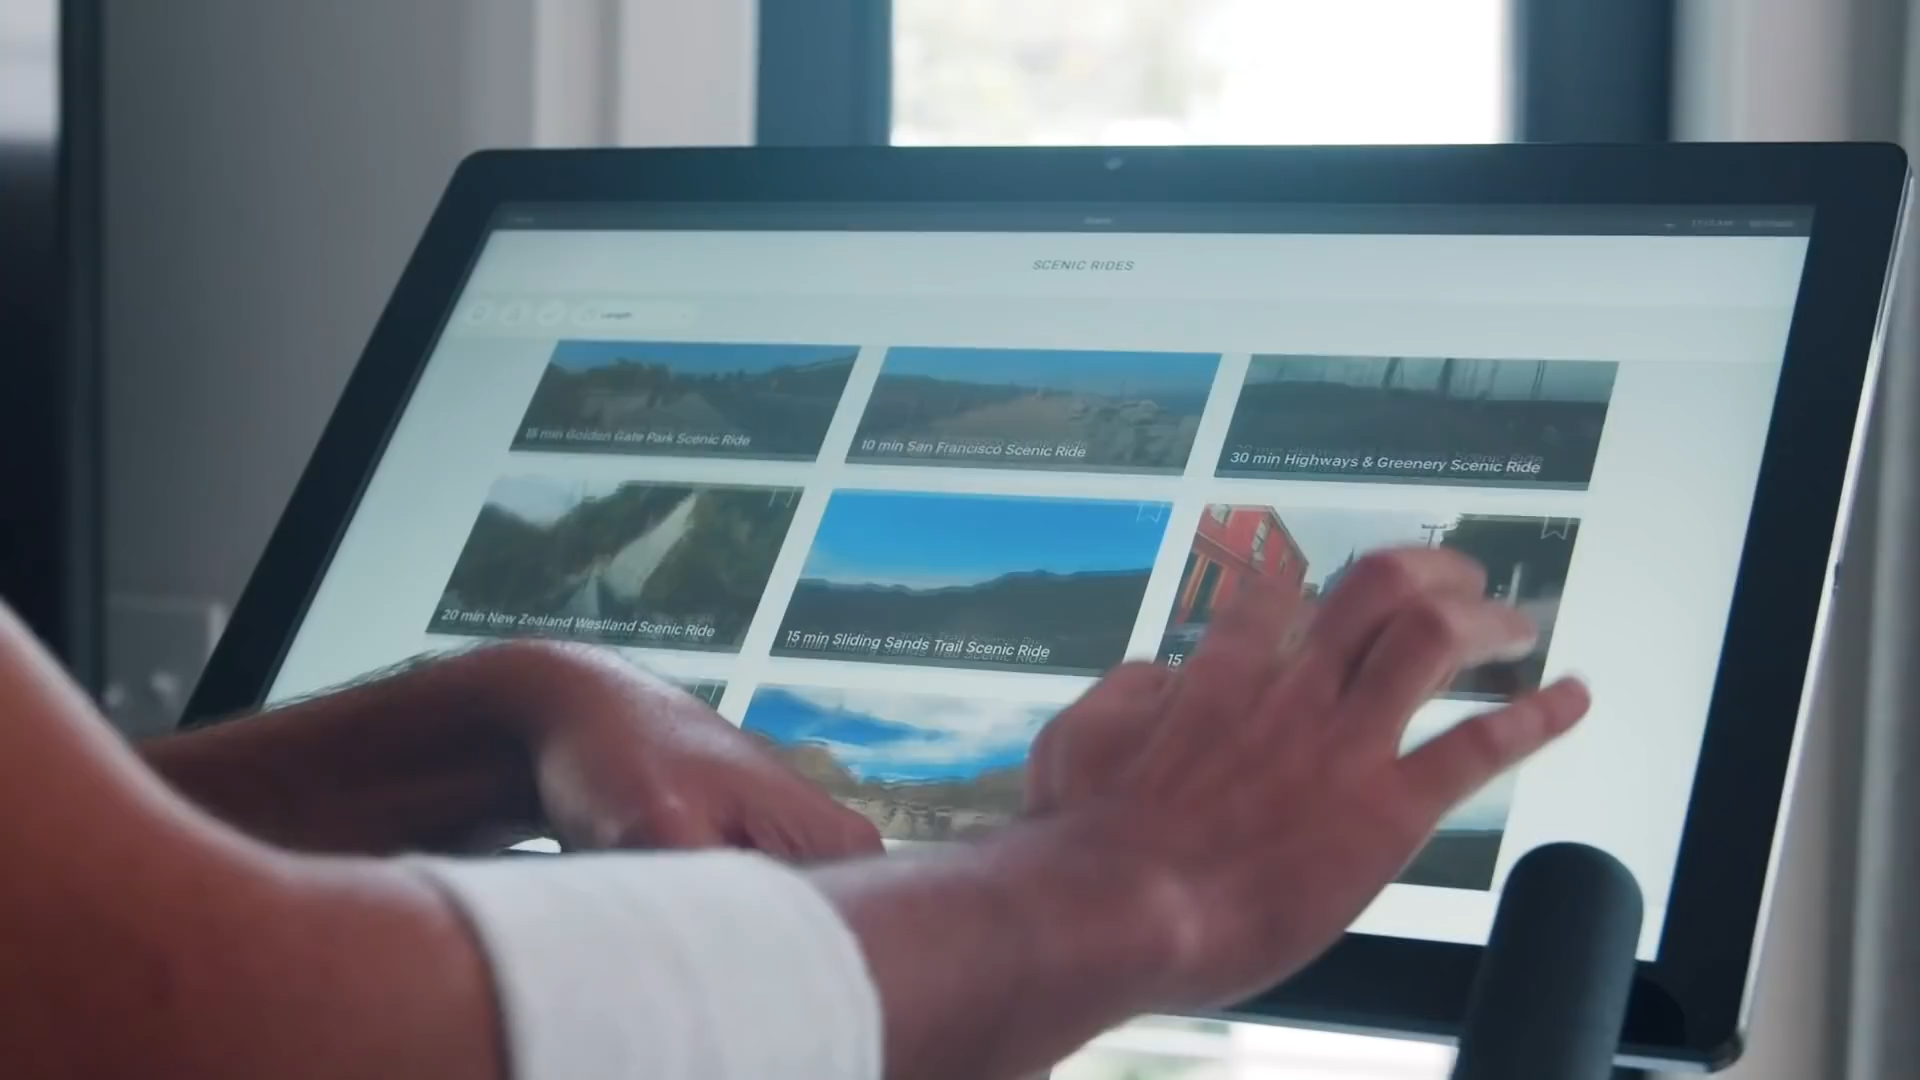 SCENIC RIDES
Length
15 min Golden Gate Park Scenic Ride
10 min San Francisco Scenic Ride
30 min Highways & Greenery Scenic Ride
20 min New Zealand Westland Scenic Ride
15 min Sliding Sands Trail Scenic Ride
15